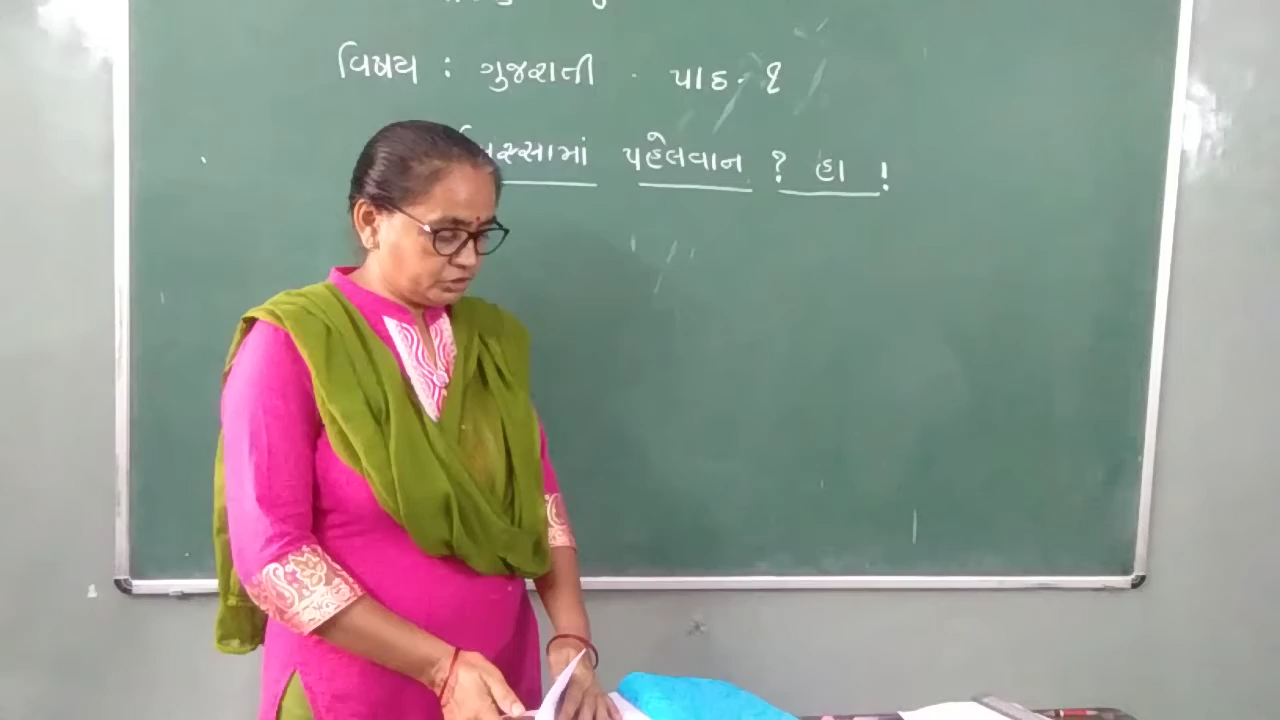 વિષય : ગુજરાતી . પાઠ - ૧
પહેલવાન ? હા !